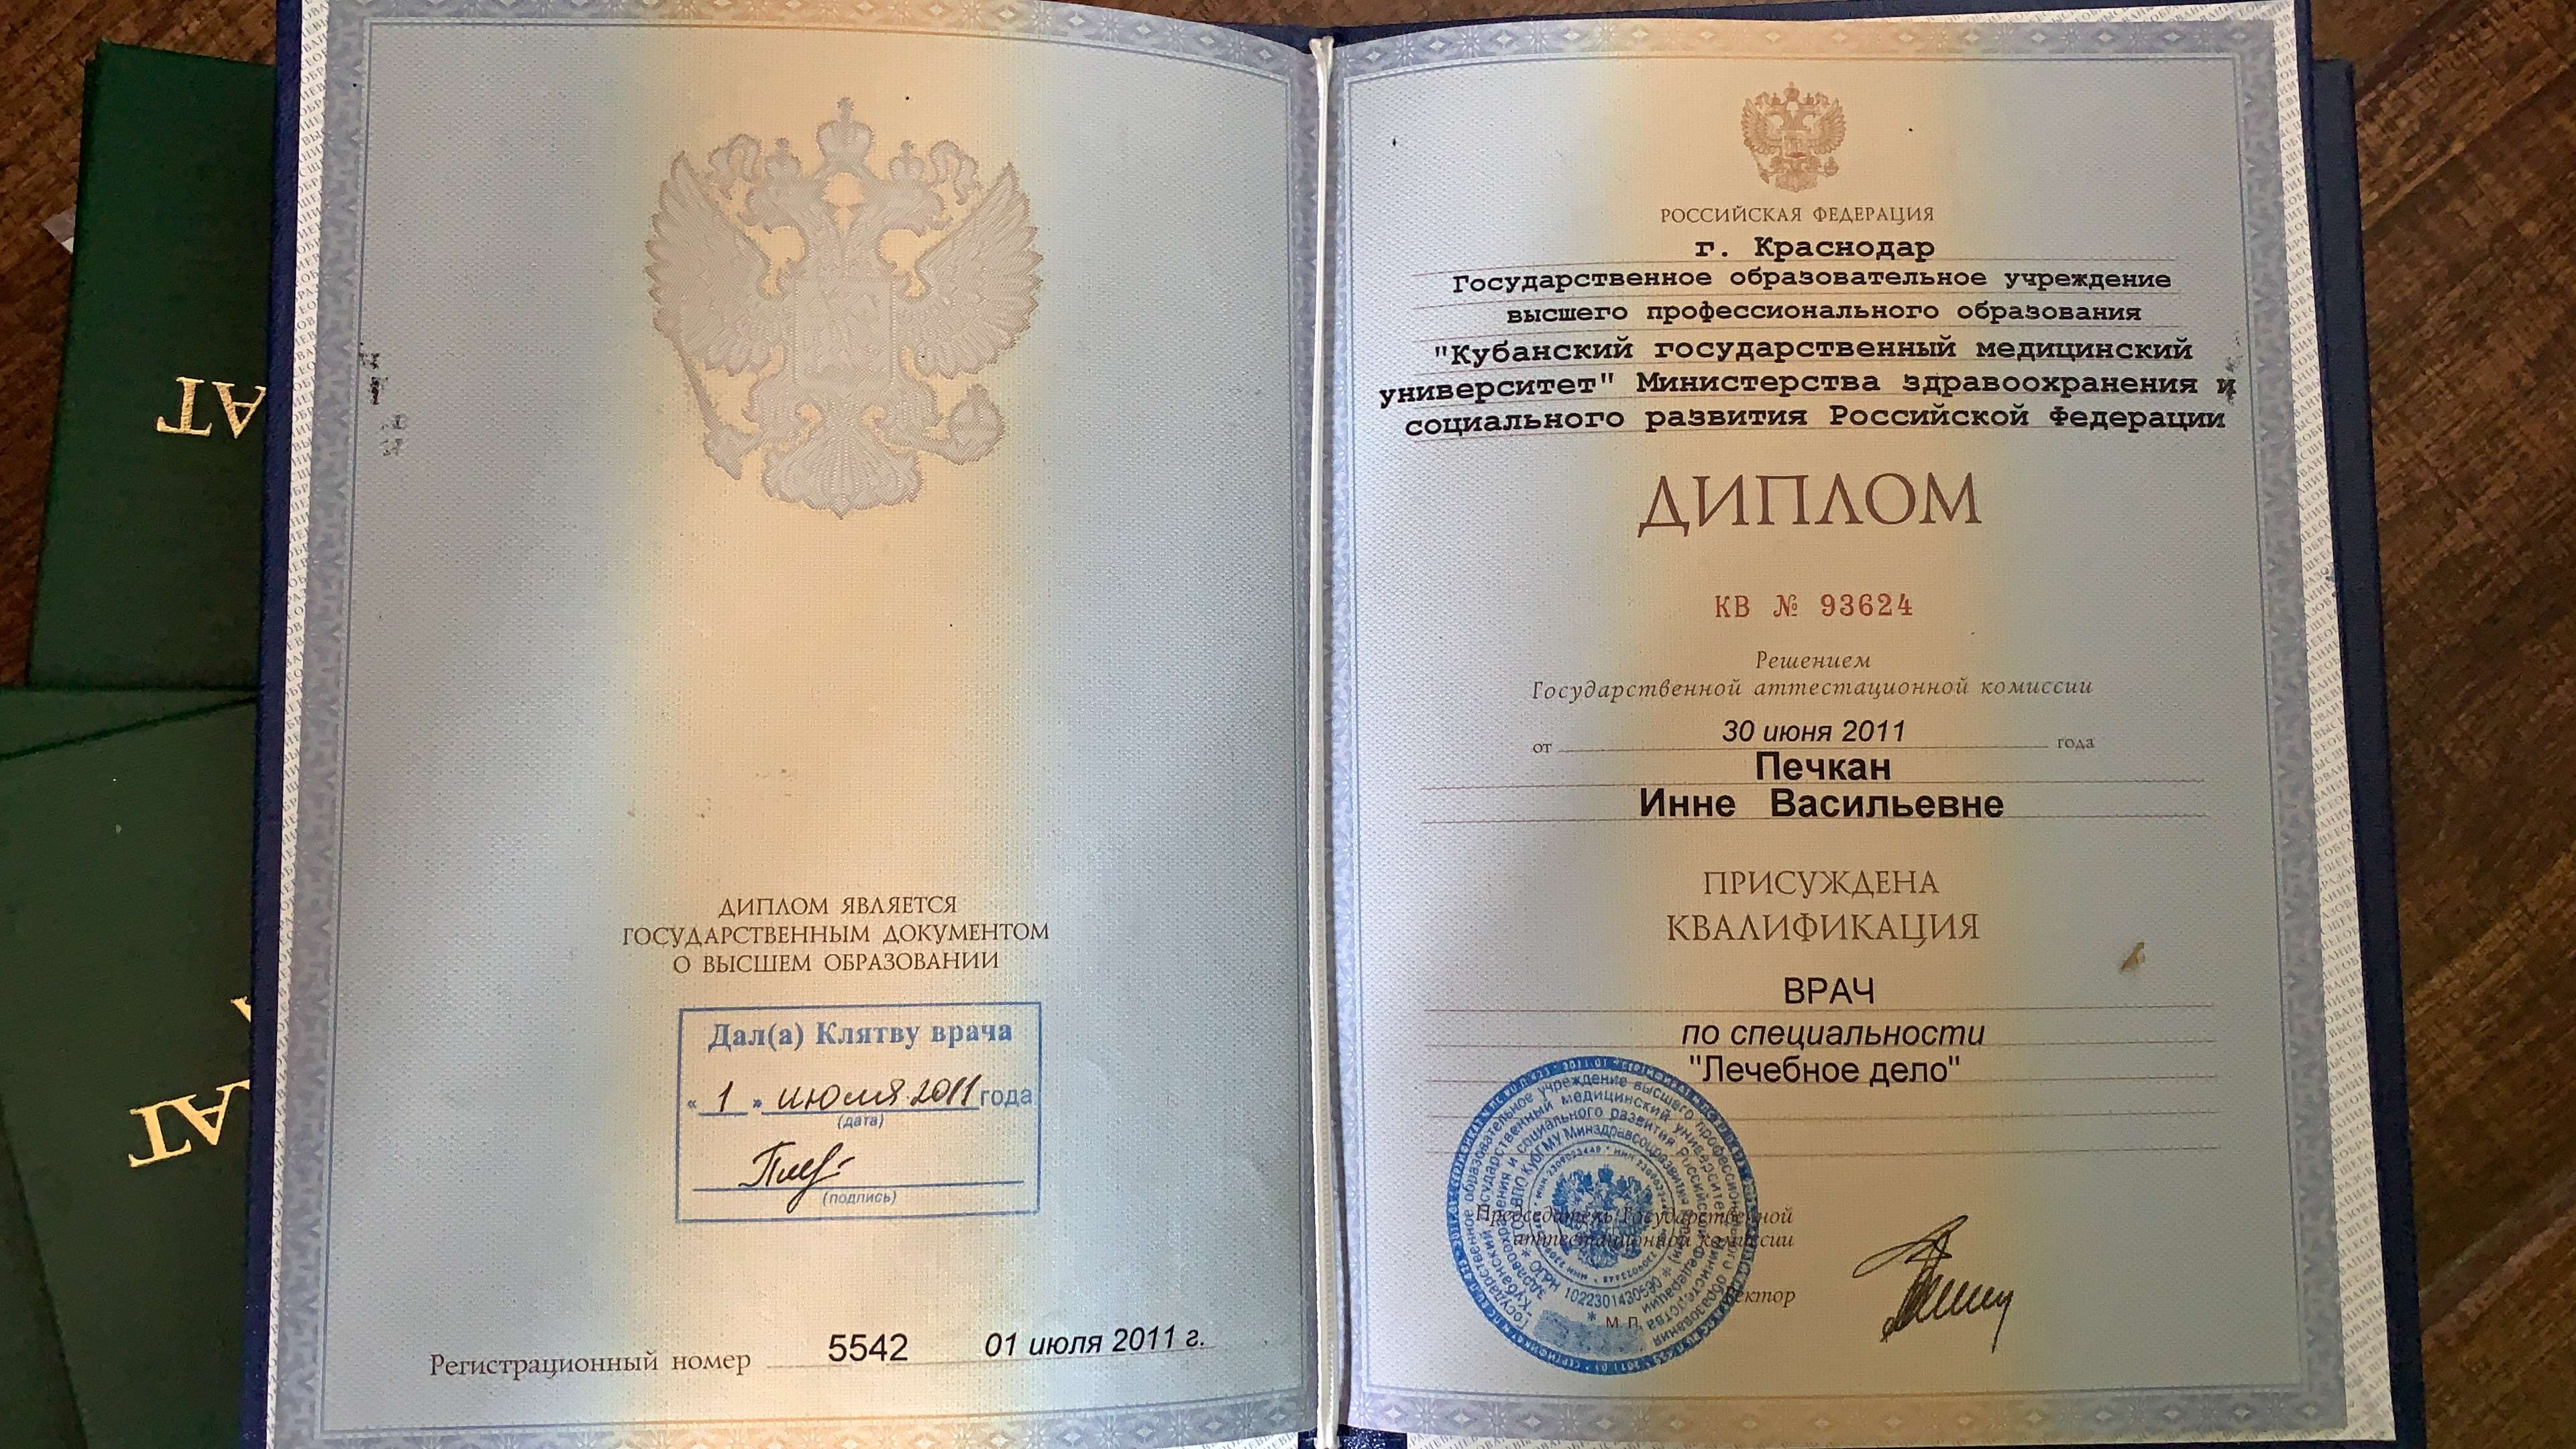 ДИПЛОМ ЯВЛЯЕТСЯ
ГОСУДАРСТВЕННЫМ ДОКУМЕНТОМ
О ВЫСШЕМ ОБРАЗОВАНИИ
Дал(а) Клятву врача
« 1 » июля 2011 года
(дата)
(подпись)
Регистрационный номер 5542 01 июля 2011 г.
РОССИЙСКАЯ ФЕДЕРАЦИЯ
г. Краснодар
Государственное образовательное учреждение
высшего профессионального образования
"Кубанский государственный медицинский
университет" Министерства здравоохранения и
социального развития Российской Федерации
ДИПЛОМ
КВ № 93624
Решением
Государственной аттестационной комиссии
от 30 июня 2011 года
Печкан
Инне Васильевне
ПРИСУЖДЕНА
КВАЛИФИКАЦИЯ
ВРАЧ
по специальности
"Лечебное дело"
Председатель Государственной
аттестационной комиссии
Ректор
М. П.